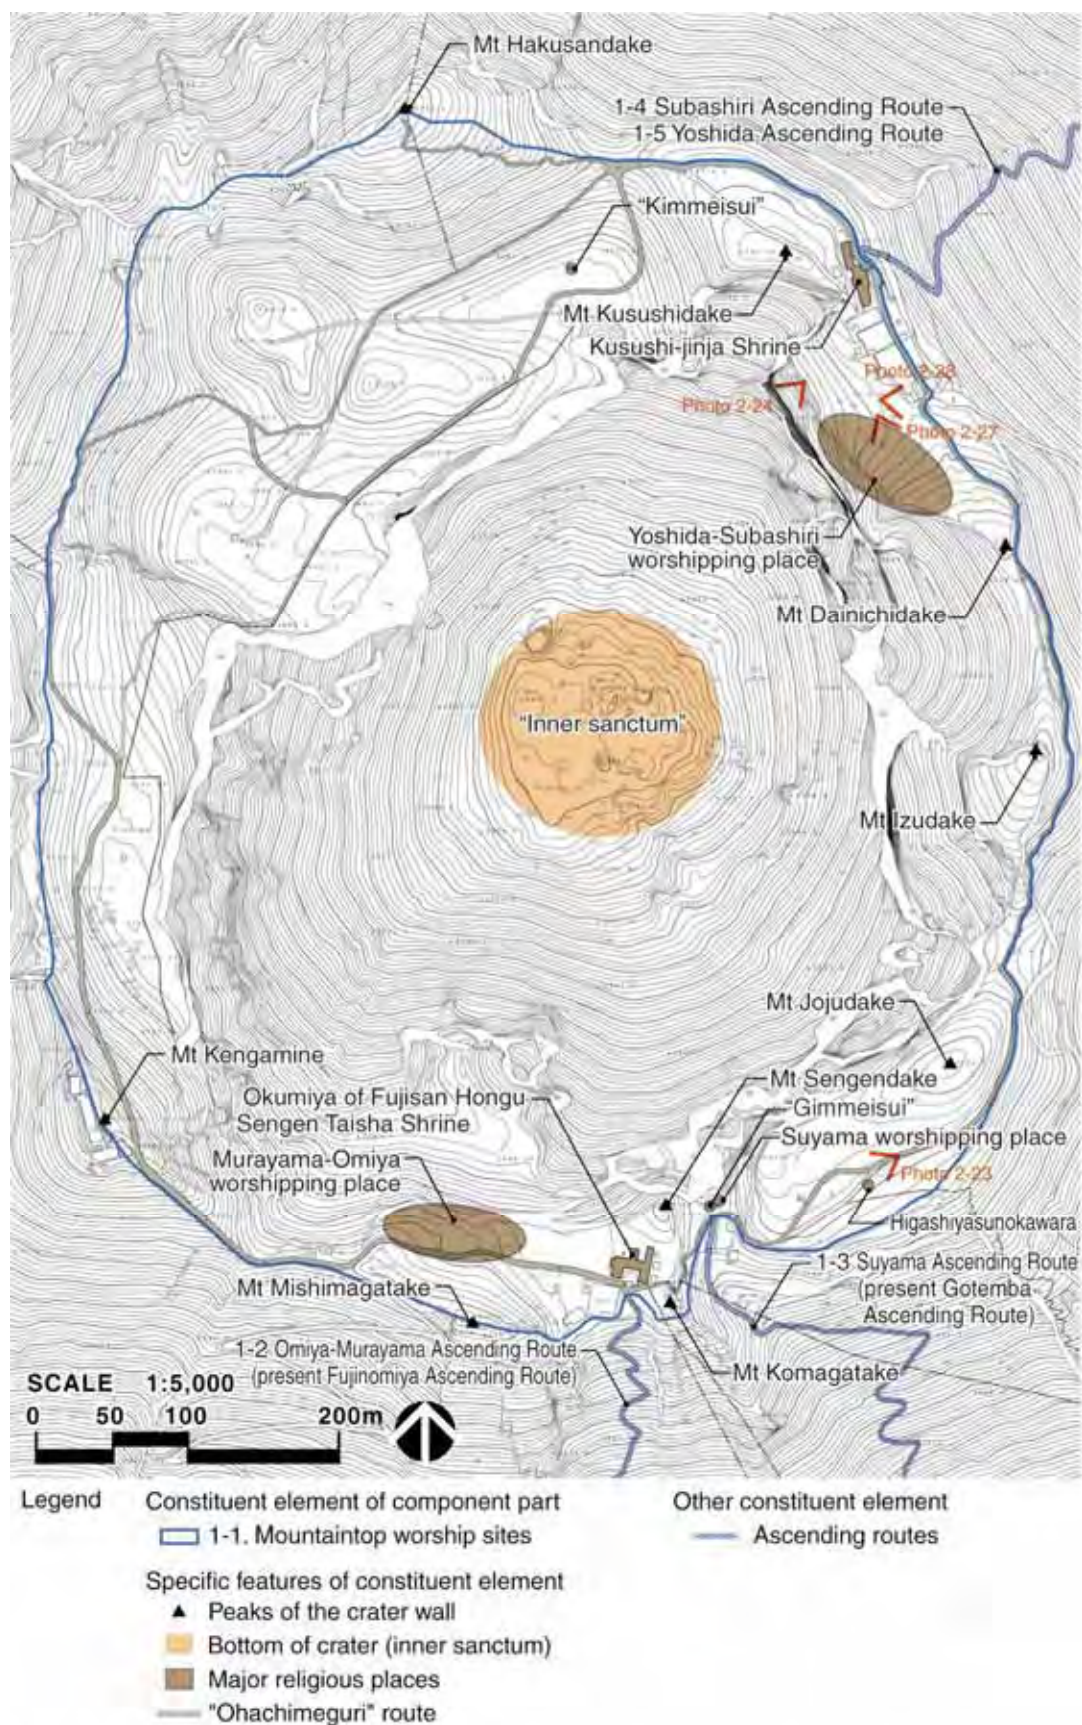 Mt Hakusandake
1-4 Subashiri Ascending Route
1-5 Yoshida Ascending Route
“Kimmeisui”
Mt Kusushidake
Kusushi-jinja Shrine
Photo 2-28
Photo 2-24
Photo 2-27
Yoshida-Subashiri
worshipping place
Mt Dainichidake
“Inner sanctum”
Mt Izudake
Mt Jojudake
Mt Kengamine
Mt Sengendake
Okumiya of Fujisan Hongu
Sengen Taisha Shrine
“Gimmeisui”
Suyama worshipping place
Murayama-Omiya
worshipping place
Photo 2-23
Higashiyasunokawara
1-3 Suyama Ascending Route
(present Gotemba
Ascending Route)
Mt Mishimagatake
1-2 Omiya-Murayama Ascending Route
(present Fujinomiya Ascending Route)
Mt Komagatake
SCALE 1:5,000
0 50 100 200m
Legend
Constituent element of component part
1-1. Mountaintop worship sites
Other constituent element
Ascending routes
Specific features of constituent element
Peaks of the crater wall
Bottom of crater (inner sanctum)
Major religious places
"Ohachimeguri" route